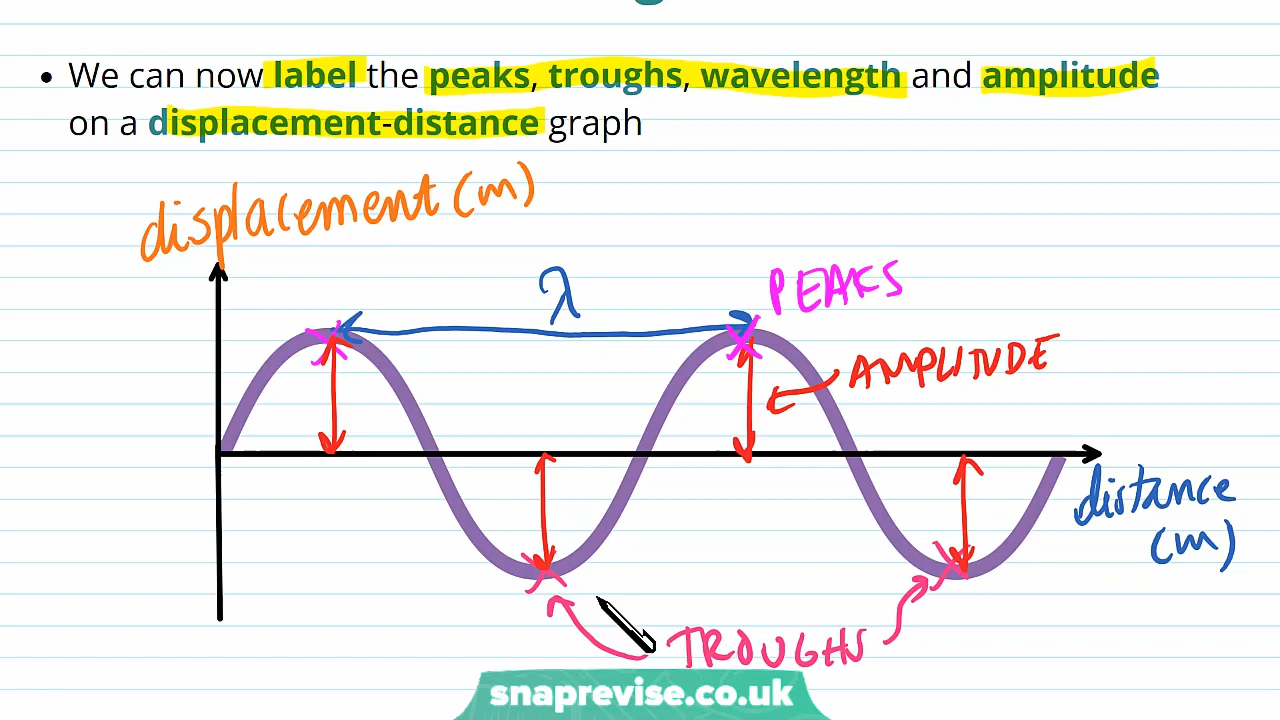 • We can now label the peaks, troughs, wavelength and amplitude
on a displacement-distance graph
displacement (m)
λ
PEAKS
AMPLITUDE
distance
(m)
TROUGHS
snaprevise.co.uk